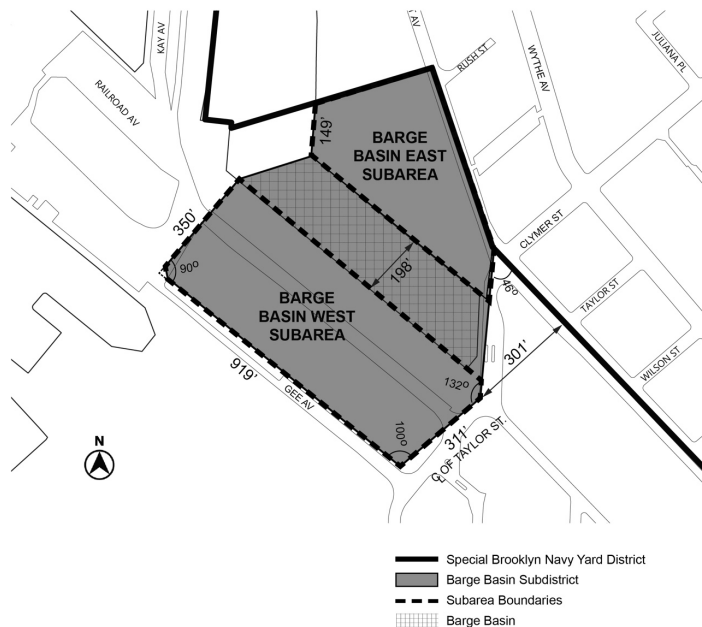 KAY AV
RAILROAD AV
AV
RUSH ST
WYTHE AV
JULIANA PL
149'
BARGE
BASIN EAST
SUBAREA
350'
90°
198'
CLYMER ST
46°
TAYLOR ST
BARGE
BASIN WEST
SUBAREA
301'
WILSON ST
919'
GEE AV
132°
100°
311'
℄ OF TAYLOR ST.
N
Special Brooklyn Navy Yard District
Barge Basin Subdistrict
Subarea Boundaries
Barge Basin